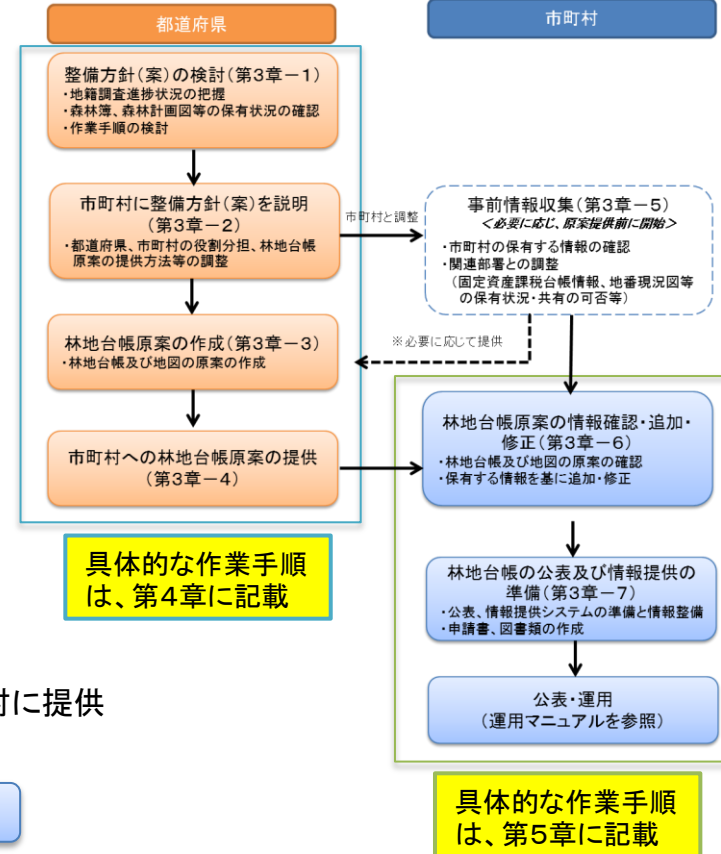 都道府県
整備方針(案)の検討(第3章－1)
・地籍調査進捗状況の把握
・森林簿、森林計画図等の保有状況の確認
・作業手順の検討
市町村に整備方針(案)を説明
(第3章－2)
・都道府県、市町村の役割分担、林地台帳
原案の提供方法等の調整
林地台帳原案の作成(第3章－3)
・林地台帳及び地図の原案の作成
市町村への林地台帳原案の提供
(第3章－4)
具体的な作業手順
は、第4章に記載
市町村と調整
※必要に応じて提供
市町村
事前情報収集(第3章－5)
＜必要に応じ、原案提供前に開始＞
・市町村の保有する情報の確認
・関連部署との調整
(固定資産課税台帳情報、地番現況図等
の保有状況・共有の可否等)
林地台帳原案の情報確認・追加・
修正(第3章－6)
・林地台帳及び地図の原案の確認
・保有する情報を基に追加・修正
林地台帳の公表及び情報提供の
準備(第3章－7)
・公表、情報提供システムの準備と情報整備
・申請書、図書類の作成
公表・運用
(運用マニュアルを参照)
具体的な作業手順
は、第5章に記載
村に提供